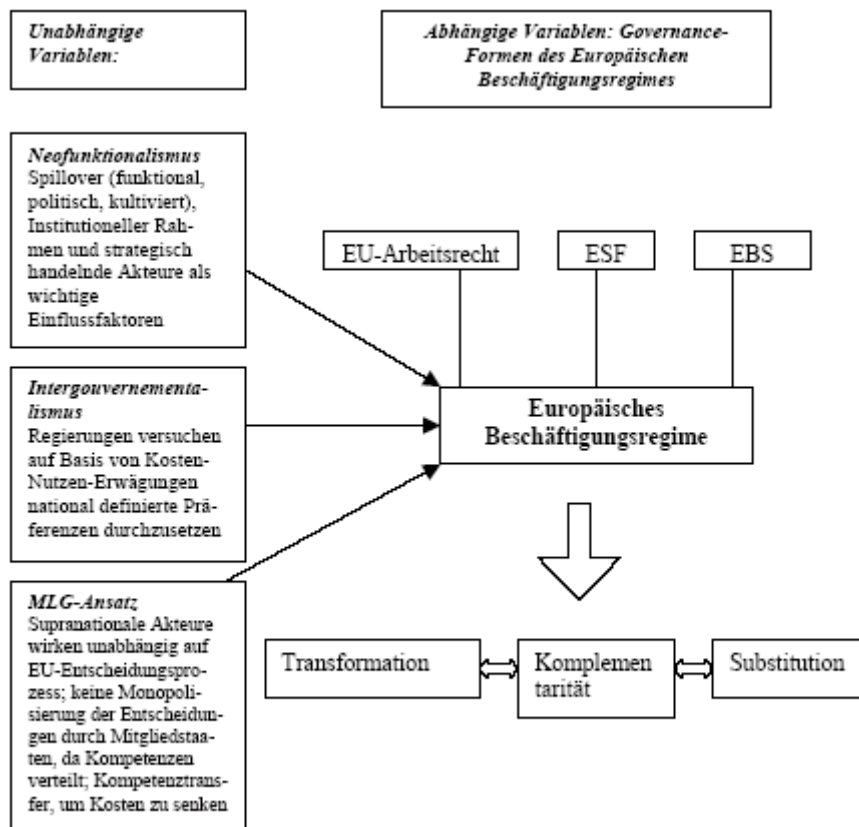 Unabhängige
Variablen:
Abhängige Variablen: Governance-
Formen des Europäischen
Beschäftigungsregimes
Neofunktionalismus
Spillover (funktional,
politisch, kultiviert),
Institutioneller Rah-
men und strategisch
handelnde Akteure als
wichtige
Einflussfaktoren
EU-Arbeitsrecht
ESF
EBS
Intergouvernementa-
lismus
Regierungen versuchen
auf Basis von Kosten-
Nutzen-Erwägungen
national definierte Prä-
ferenzen durchzusetzen
Europäisches
Beschäftigungsregime
MLG-Ansatz
Supranationale Akteure
wirken unabhängig auf
EU-Entscheidungspro-
zess; keine Monopoli-
sierung der Entscheidun-
gen durch Mitgliedstaa-
ten, da Kompetenzen
verteilt; Kompetenztrans-
fer, um Kosten zu senken
Transformation
Komplemen
tarität
Substitution